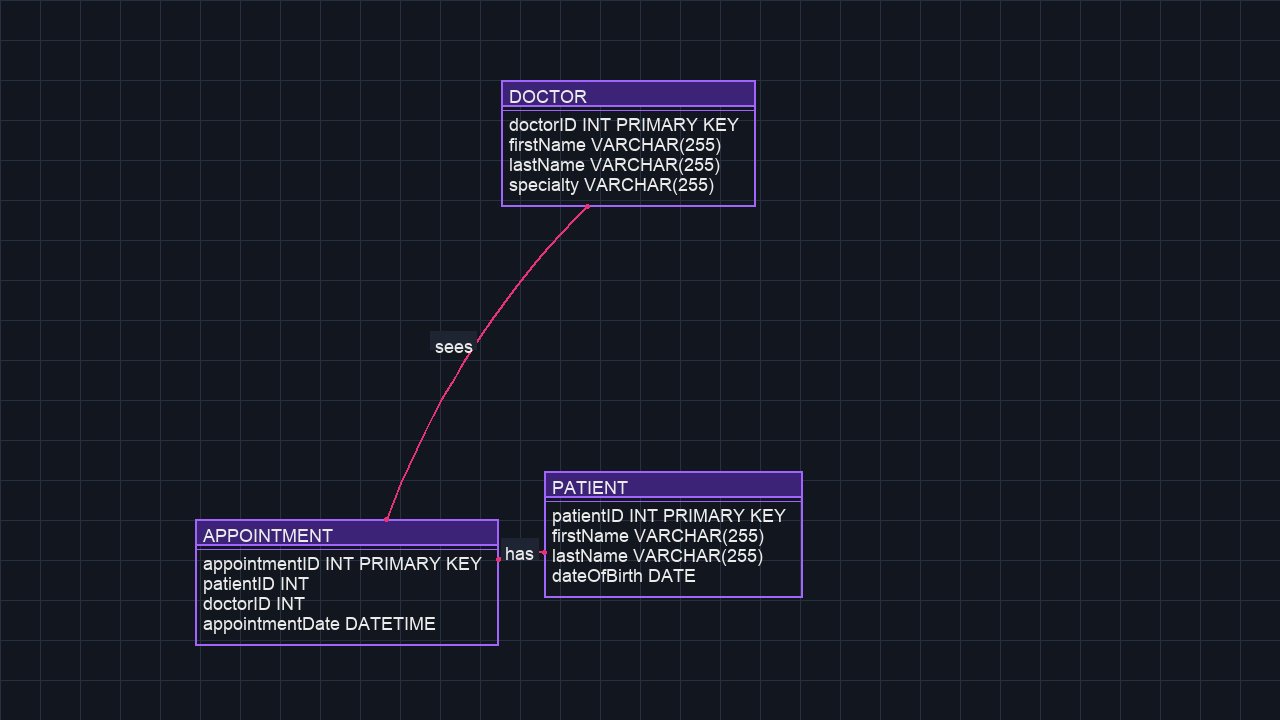 DOCTOR
doctorID INT PRIMARY KEY
firstName VARCHAR(255)
lastName VARCHAR(255)
specialty VARCHAR(255)
sees
PATIENT
patientID INT PRIMARY KEY
firstName VARCHAR(255)
lastName VARCHAR(255)
dateOfBirth DATE
APPOINTMENT
appointmentID INT PRIMARY KEY
patientID INT
doctorID INT
appointmentDate DATETIME
has